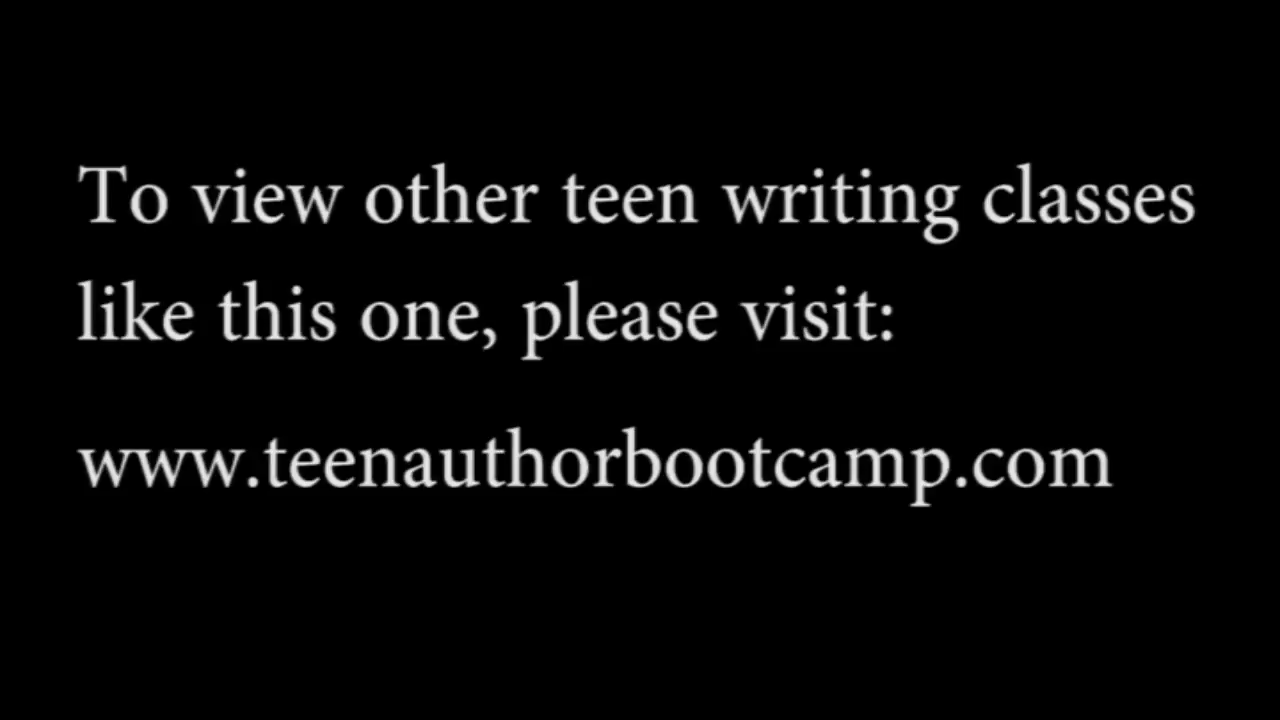 To view other teen writing classes
like this one, please visit:
www.teenauthorbootcamp.com